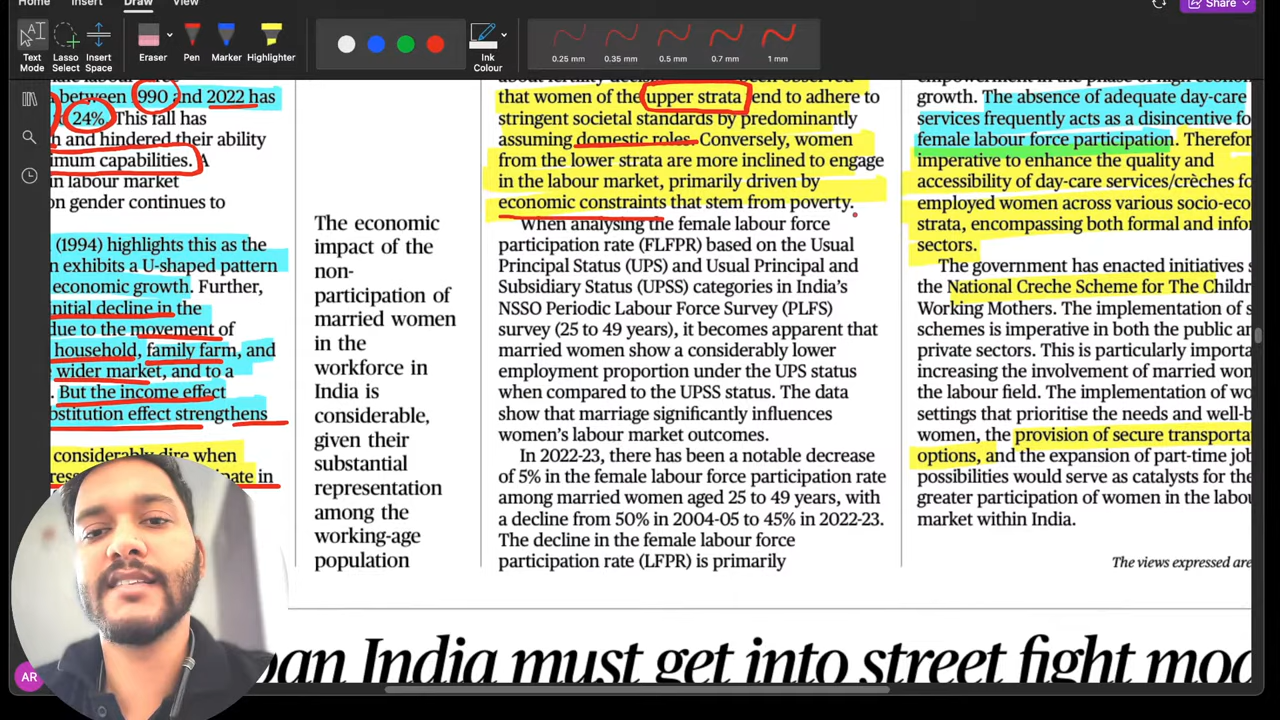 Home Insert Draw View
Share
Text Mode
Lasso Select
Insert Space
Eraser
Pen
Marker
Highlighter
Ink Colour
0.25 mm
0.35 mm
0.5 mm
0.7 mm
1 mm
between 1990 and 2022 has
24%. This fall has
and hindered their ability
capabilities. A
in labour market
on gender continues to
(1994) highlights this as the
exhibits a U-shaped pattern
economic growth. Further,
initial decline in the
due to the movement of
household, family farm, and
wider market, and to a
But the income effect
effect strengthens
considerably dire when
in
The economic
impact of the
non-
participation of
married women
in the
workforce in
India is
considerable,
given their
substantial
representation
among the
working-age
population
that women of the upper strata tend to adhere to
stringent societal standards by predominantly
assuming domestic roles. Conversely, women
from the lower strata are more inclined to engage
in the labour market, primarily driven by
economic constraints that stem from poverty.
When analysing the female labour force
participation rate (FLFPR) based on the Usual
Principal Status (UPS) and Usual Principal and
Subsidiary Status (UPSS) categories in India's
NSSO Periodic Labour Force Survey (PLFS)
survey (25 to 49 years), it becomes apparent that
married women show a considerably lower
employment proportion under the UPS status
when compared to the UPSS status. The data
show that marriage significantly influences
women's labour market outcomes.
In 2022-23, there has been a notable decrease
of 5% in the female labour force participation rate
among married women aged 25 to 49 years, with
a decline from 50% in 2004-05 to 45% in 2022-23.
The decline in the female labour force
participation rate (LFPR) is primarily
growth. The absence of adequate day-care
services frequently acts as a disincentive fo
female labour force participation. Therefor
imperative to enhance the quality and
accessibility of day-care services/crèches fo
employed women across various socio-eco
strata, encompassing both formal and infor
sectors.
The government has enacted initiatives s
the National Creche Scheme for The Childr
Working Mothers. The implementation of s
schemes is imperative in both the public an
private sectors. This is particularly importa
increasing the involvement of married wom
the labour field. The implementation of wo
settings that prioritise the needs and well-b
women, the provision of secure transporta
options, and the expansion of part-time job
possibilities would serve as catalysts for the
greater participation of women in the labou
market within India.
The views expressed are
ban India must get into street fight mod
AR